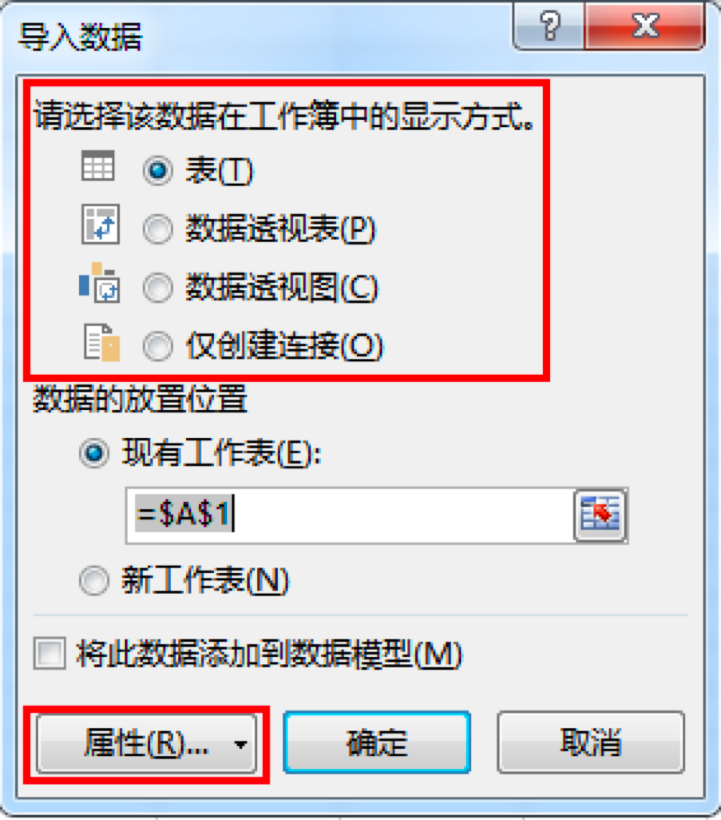 导入数据
请选择该数据在工作簿中的显示方式。
表(T)
数据透视表(P)
数据透视图(C)
仅创建连接(O)
数据的放置位置
现有工作表(E):
=$A$1
新工作表(N)
将此数据添加到数据模型(M)
属性(R)... 确定 取消